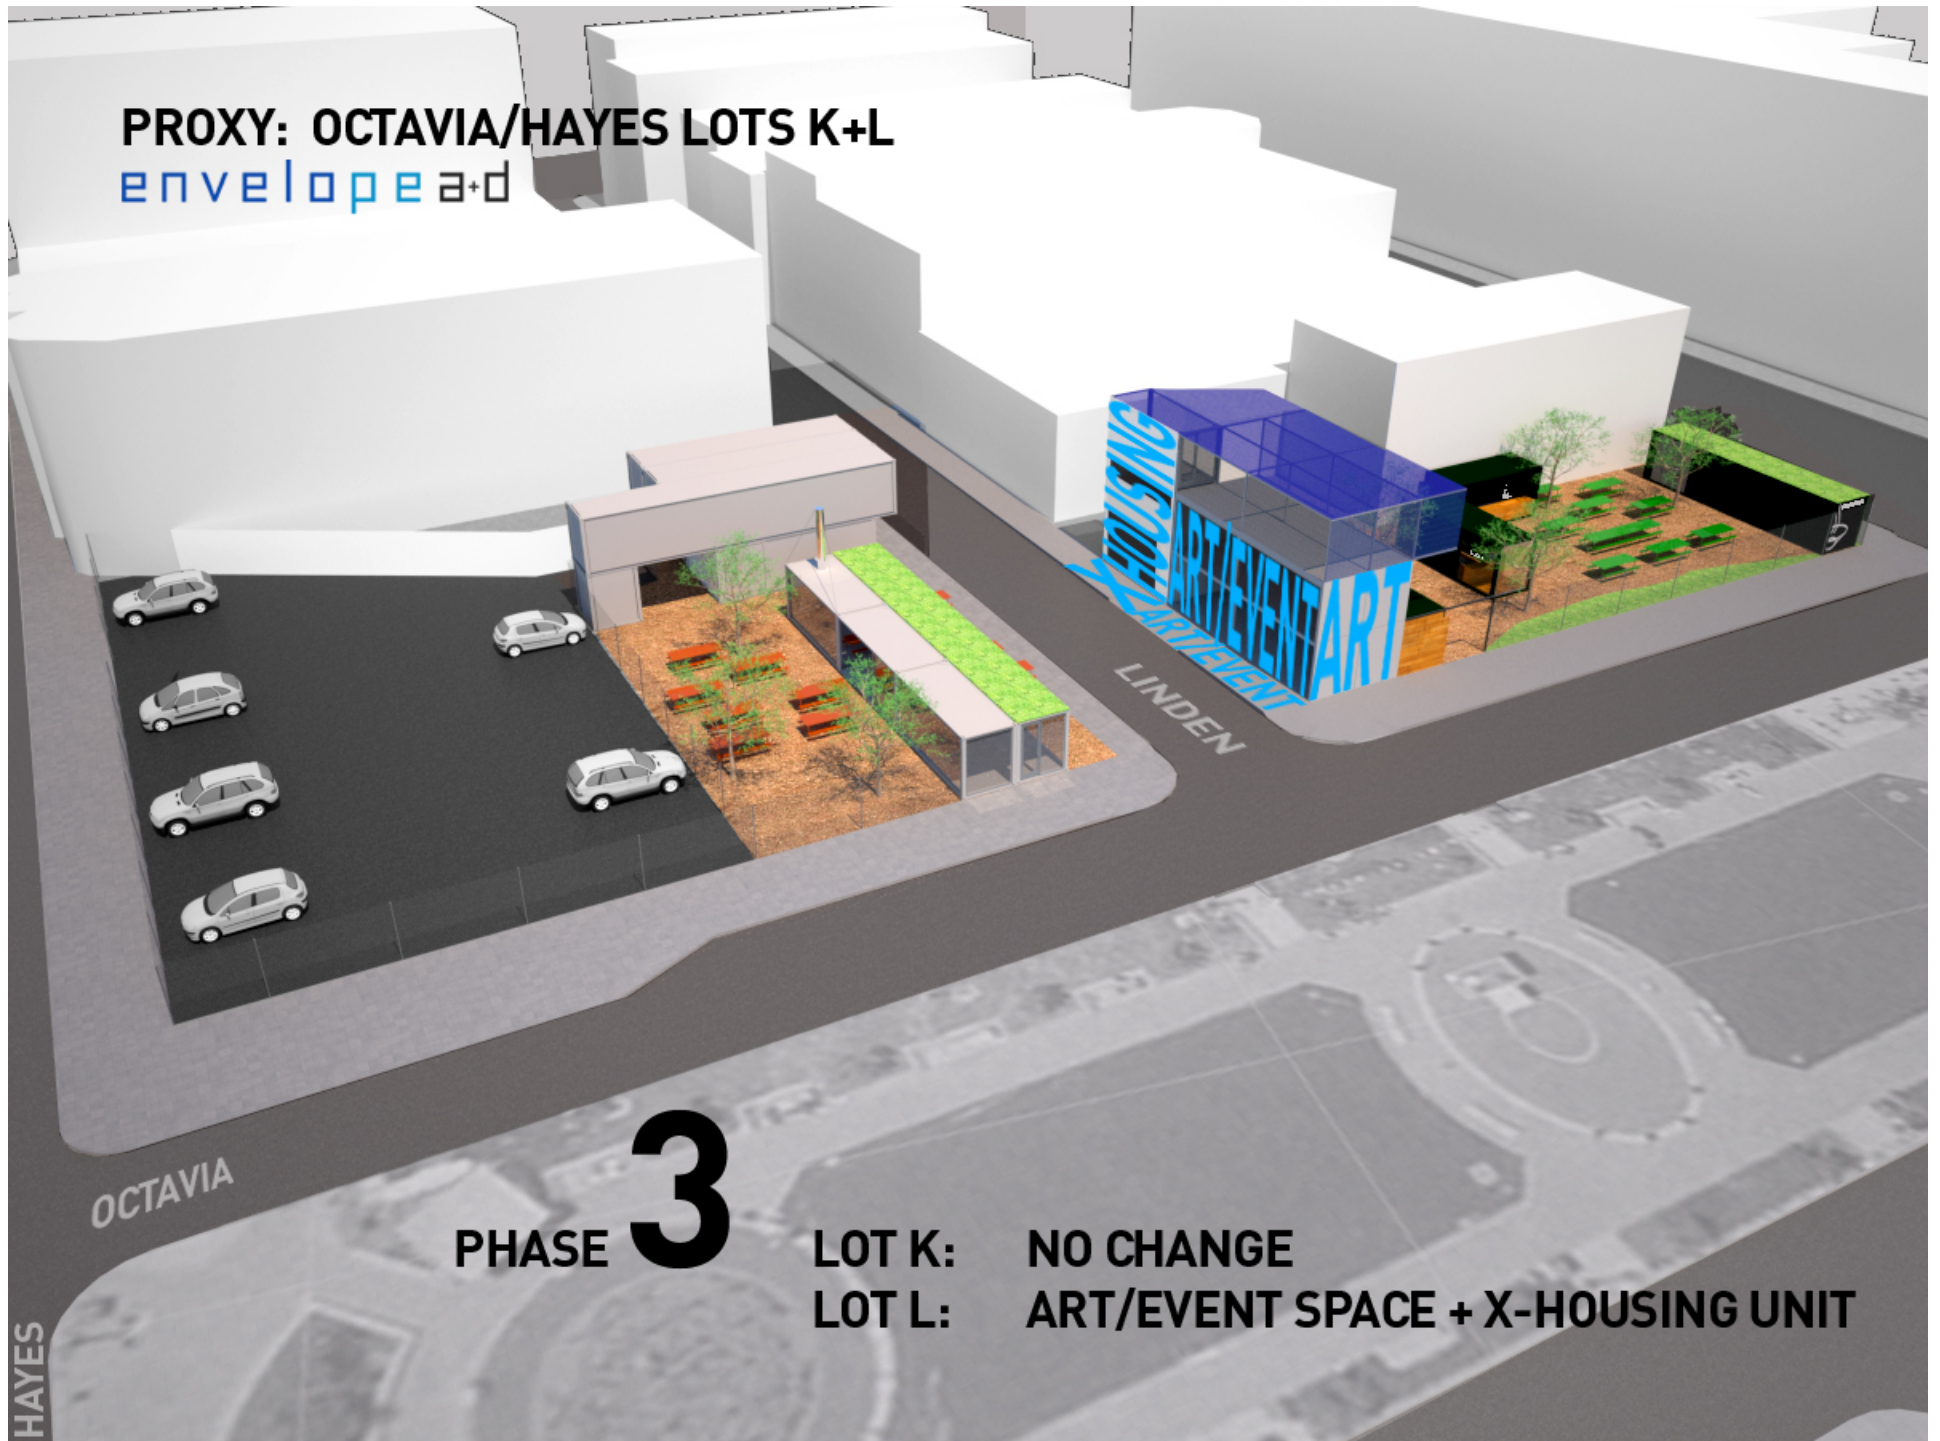 PROXY: OCTAVIA/HAYES LOTS K+L
envelopea+d
HOUSING
ART/EVENT
ART
X
ART/EVENT
LINDEN
OCTAVIA
HAYES
PHASE 3
LOT K: NO CHANGE
LOT L: ART/EVENT SPACE + X-HOUSING UNIT